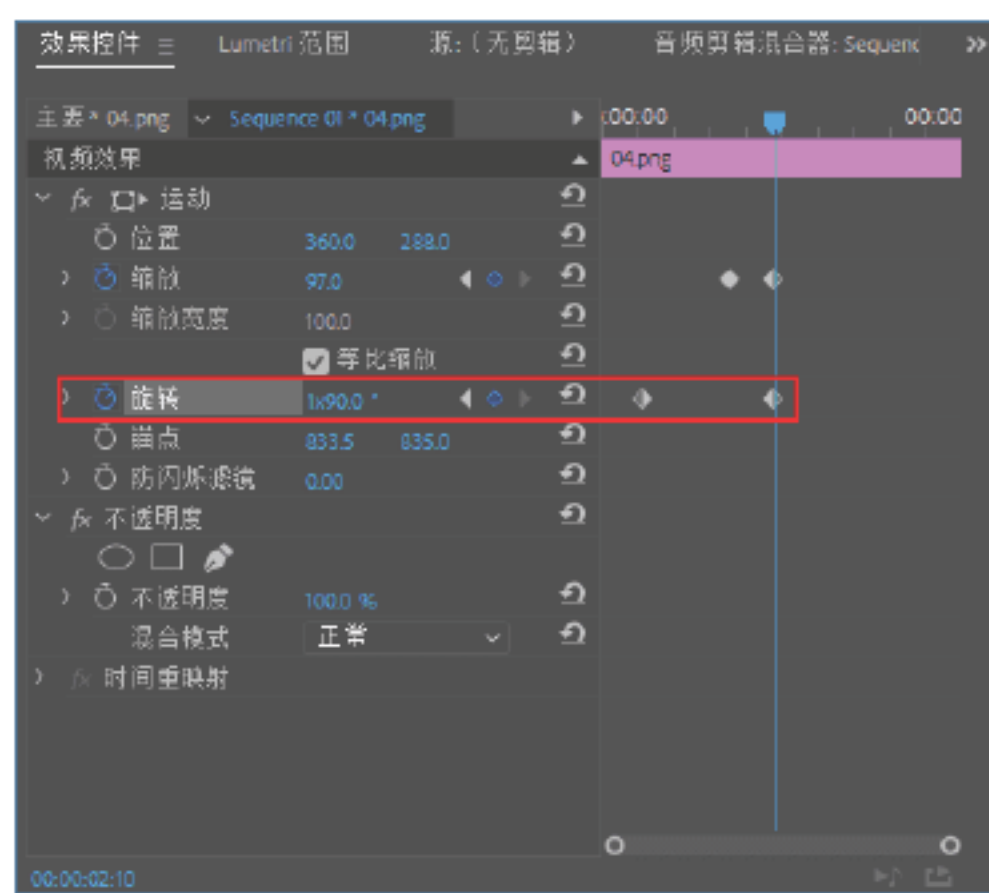 效果控件 Lumetri 范围 源:（无剪辑） 音频剪辑混合器: Sequenc
主要 * 04.png Sequence 01 * 04.png :00:00 00:00
视频效果 04.png
fx 运动
位置 360.0 288.0
缩放 97.0
缩放宽度 100.0
等比缩放
旋转 1x90.0 °
锚点 833.5 835.0
防闪烁滤镜 0.00
fx 不透明度
不透明度 100.0 %
混合模式 正常
fx 时间重映射
00:00:02:10